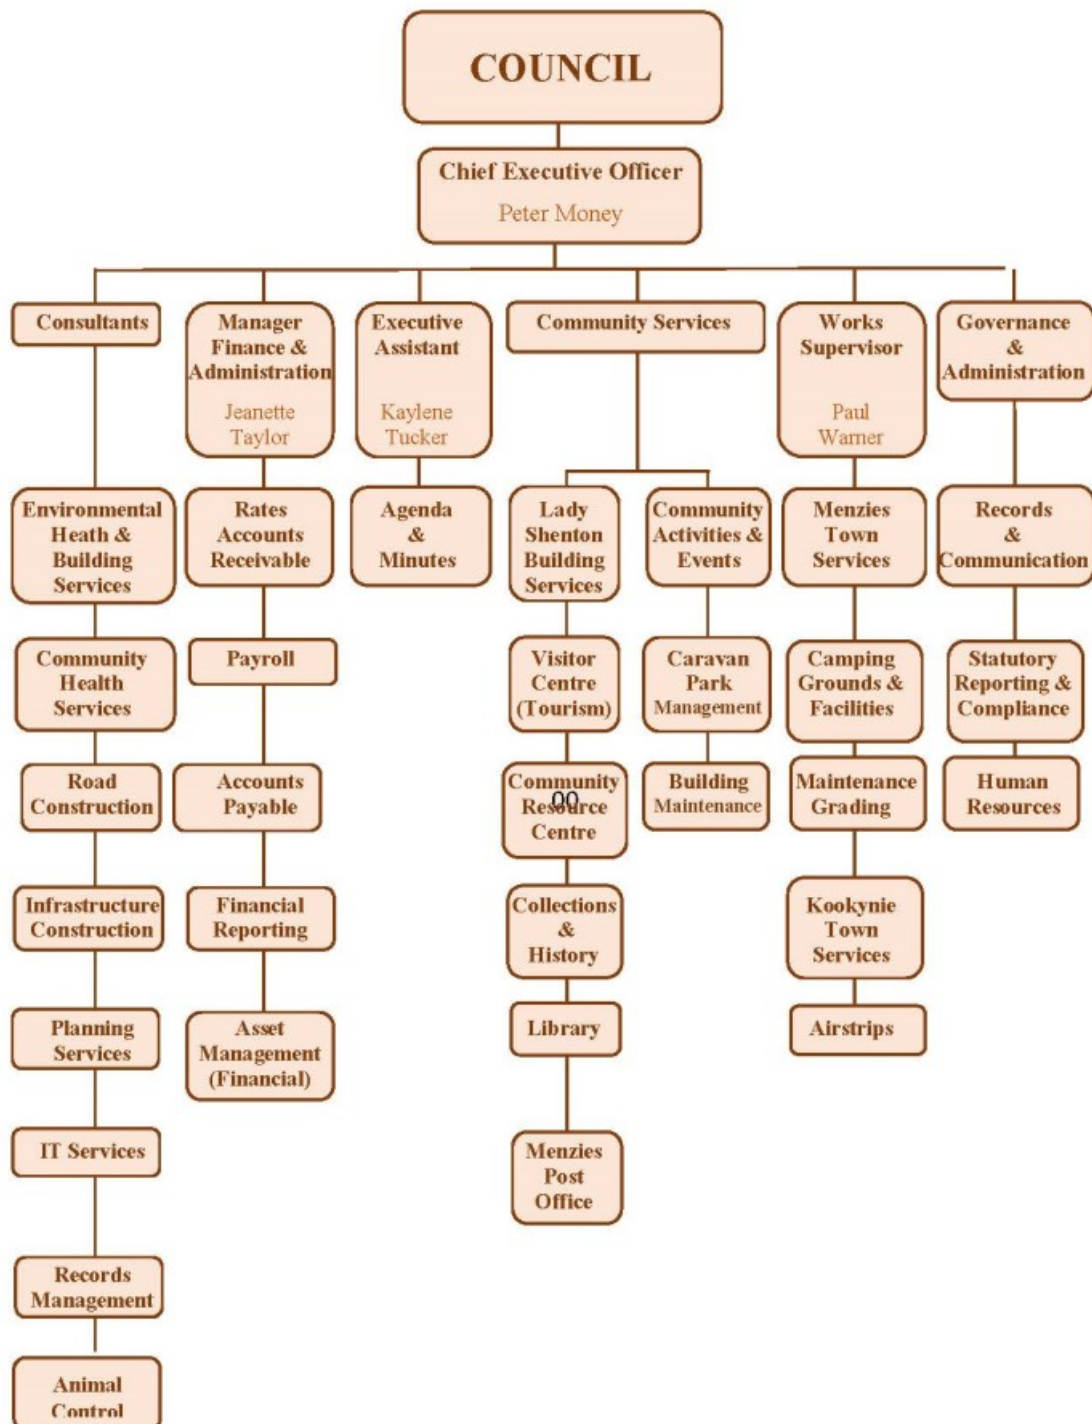 COUNCIL
Chief Executive Officer
Peter Money
Consultants
Manager
Finance &
Administration
Jeanette
Taylor
Executive
Assistant
Kaylene
Tucker
Community Services
Works
Supervisor
Paul
Warner
Governance
&
Administration
Environmental
Heath &
Building
Services
Community
Health
Services
Road
Construction
Infrastructure
Construction
Planning
Services
IT Services
Records
Management
Animal
Control
Rates
Accounts
Receivable
Payroll
Accounts
Payable
Financial
Reporting
Asset
Management
(Financial)
Agenda
&
Minutes
Lady
Shenton
Building
Services
Visitor
Centre
(Tourism)
Community
Resource
00
Centre
Collections
&
History
Library
Menzies
Post
Office
Community
Activities &
Events
Caravan
Park
Management
Building
Maintenance
Menzies
Town
Services
Camping
Grounds &
Facilities
Maintenance
Grading
Kookynie
Town
Services
Airstrips
Records
&
Communication
Statutory
Reporting &
Compliance
Human
Resources